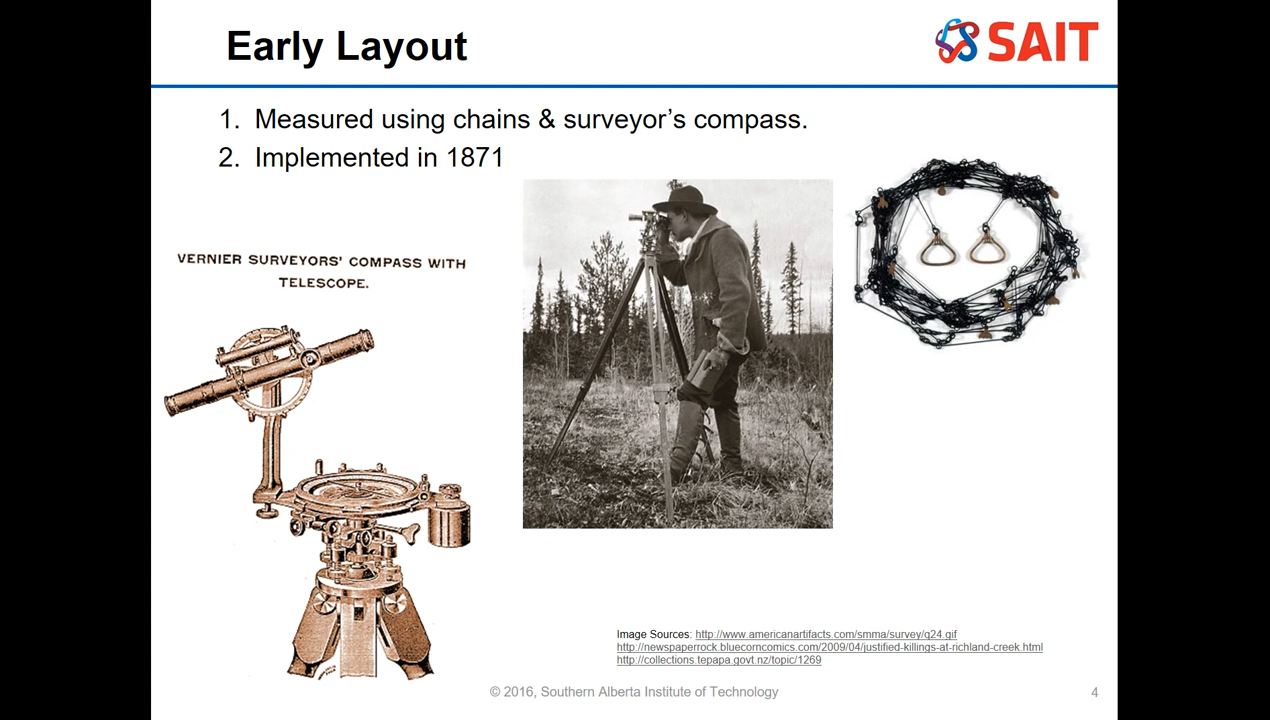 Early Layout
SAIT
1. Measured using chains & surveyor's compass.
2. Implemented in 1871
VERNIER SURVEYORS' COMPASS WITH
TELESCOPE.
Image Sources: http://www.americanartifacts.com/smma/survey/q24.gif
http://newspaperrock.bluecorncomics.com/2009/04/justified-killings-at-richland-creek.html
http://collections.tepapa.govt.nz/topic/1269
© 2016, Southern Alberta Institute of Technology
4